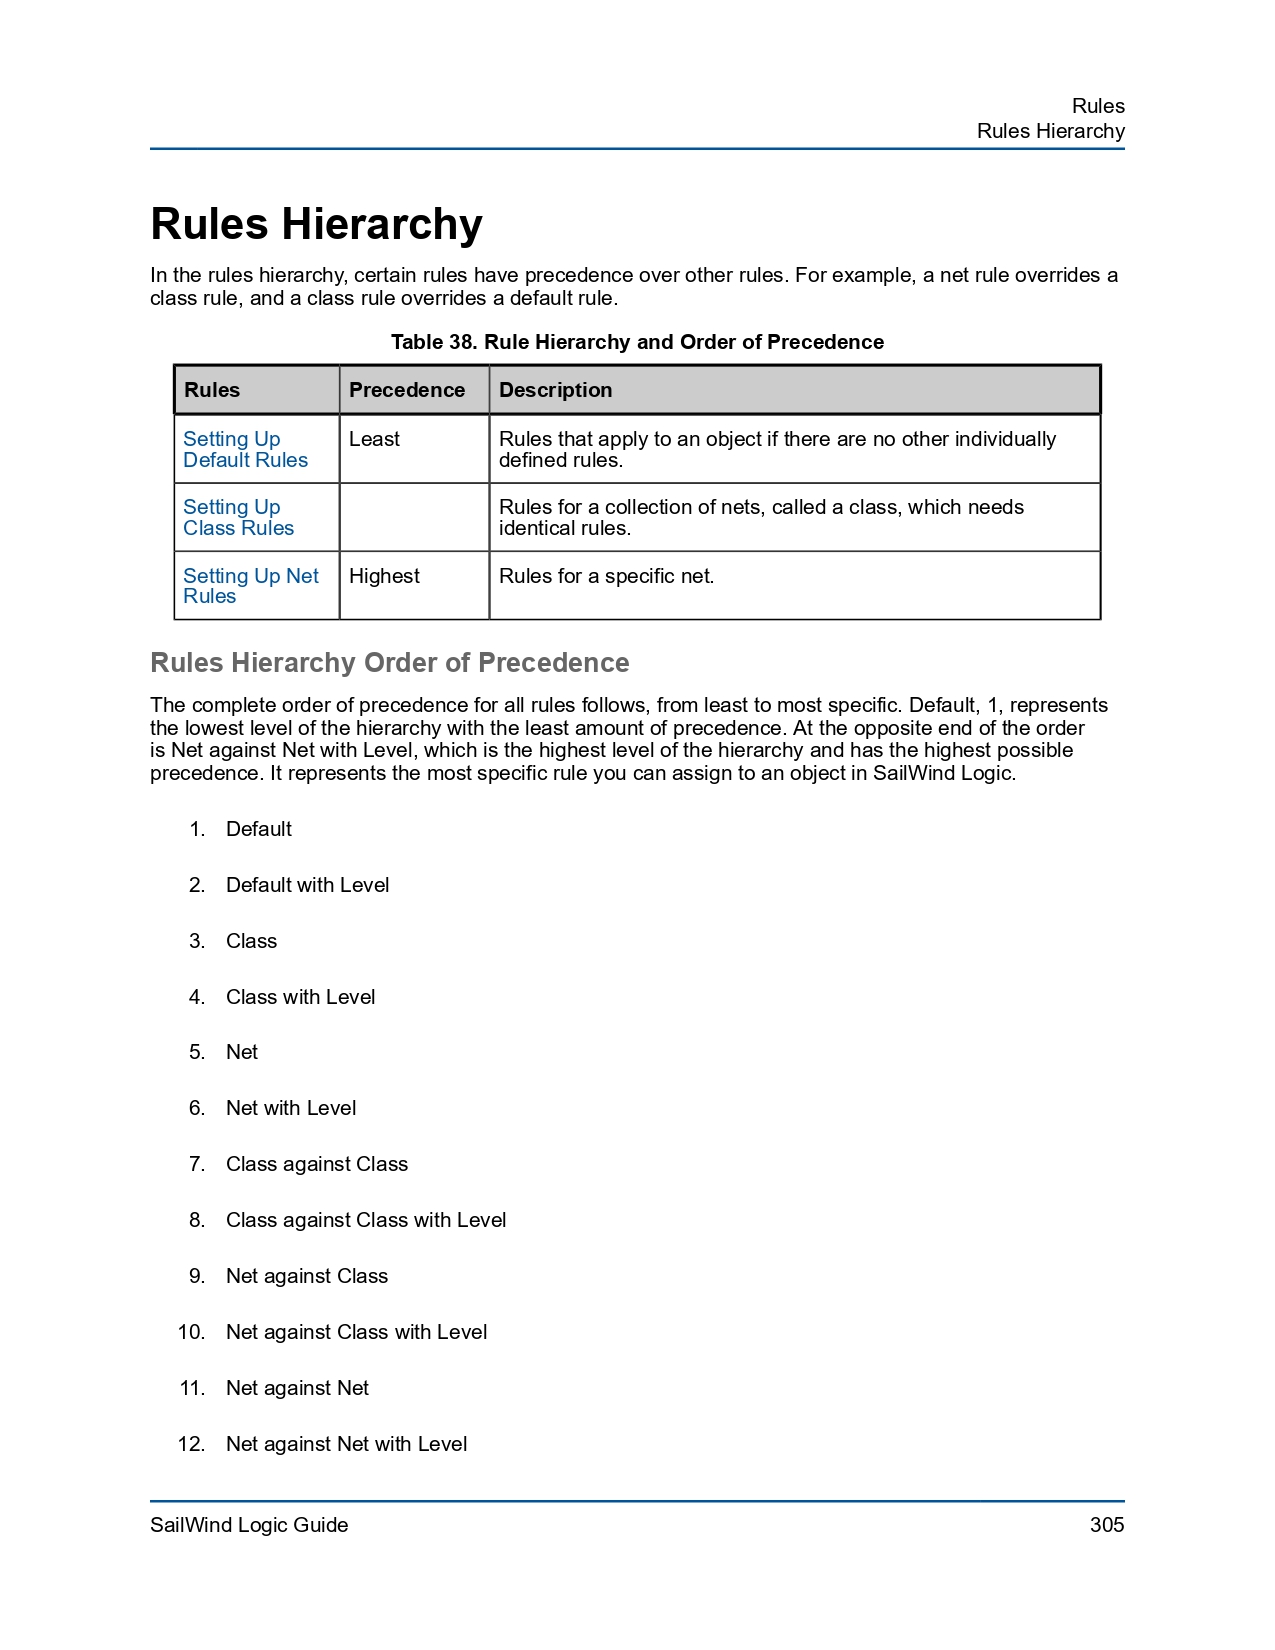 Rules
Rules Hierarchy
Rules Hierarchy
In the rules hierarchy, certain rules have precedence over other rules. For example, a net rule overrides a
class rule, and a class rule overrides a default rule.
Table 38. Rule Hierarchy and Order of Precedence
Rules Precedence Description
Setting Up Least Rules that apply to an object if there are no other individually
Default Rules defined rules.
Setting Up Rules for a collection of nets, called a class, which needs
Class Rules identical rules.
Setting Up Net Highest Rules for a specific net.
Rules
Rules Hierarchy Order of Precedence
The complete order of precedence for all rules follows, from least to most specific. Default, 1, represents
the lowest level of the hierarchy with the least amount of precedence. At the opposite end of the order
is Net against Net with Level, which is the highest level of the hierarchy and has the highest possible
precedence. It represents the most specific rule you can assign to an object in SailWind Logic.
1. Default
2. Default with Level
3. Class
4. Class with Level
5. Net
6. Net with Level
7. Class against Class
8. Class against Class with Level
9. Net against Class
10. Net against Class with Level
11. Net against Net
12. Net against Net with Level
SailWind Logic Guide 305